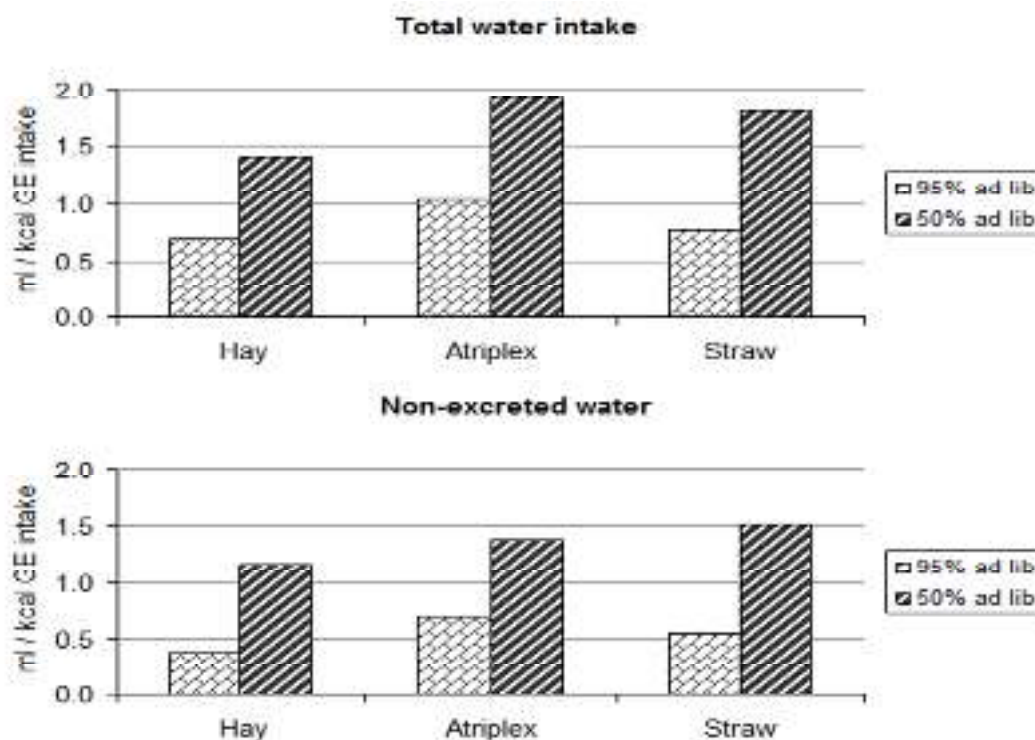 Total water intake
ml / kcal GE intake
2.0
1.5
1.0
0.5
0.0
Hay Atriplex Straw
95% ad lib
50% ad lib
Non-excreted water
ml / kcal GE intake
2.0
1.5
1.0
0.5
0.0
Hay Atriplex Straw
95% ad lib
50% ad lib